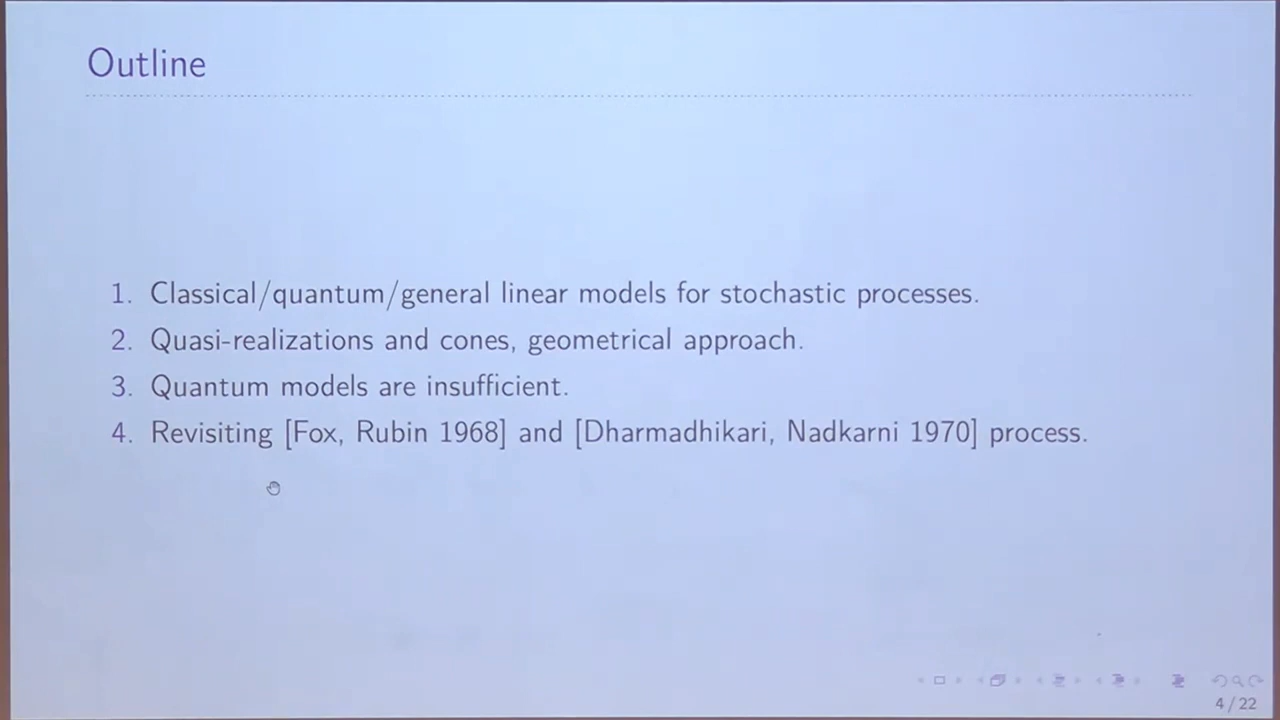 Outline
1. Classical/quantum/general linear models for stochastic processes.
2. Quasi-realizations and cones, geometrical approach.
3. Quantum models are insufficient.
4. Revisiting [Fox, Rubin 1968] and [Dharmadhikari, Nadkarni 1970] process.
4 / 22